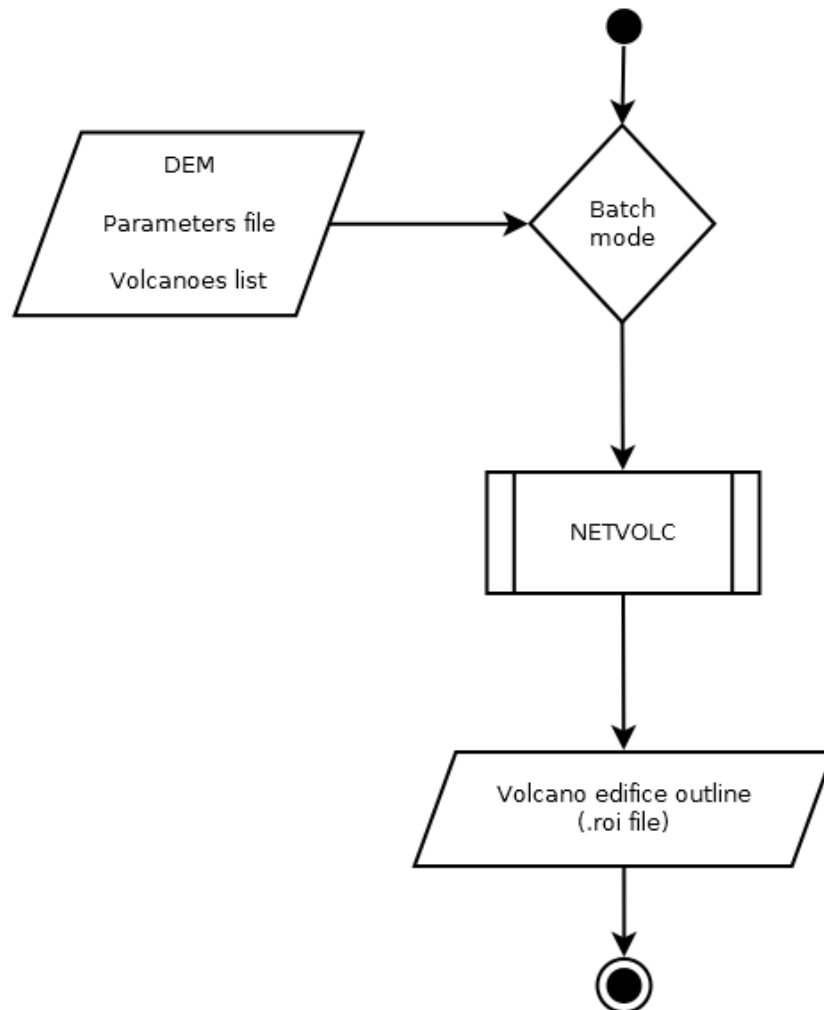 DEM
Parameters file
Volcanoes list
Batch
mode
NETVOLC
Volcano edifice outline
(.roi file)